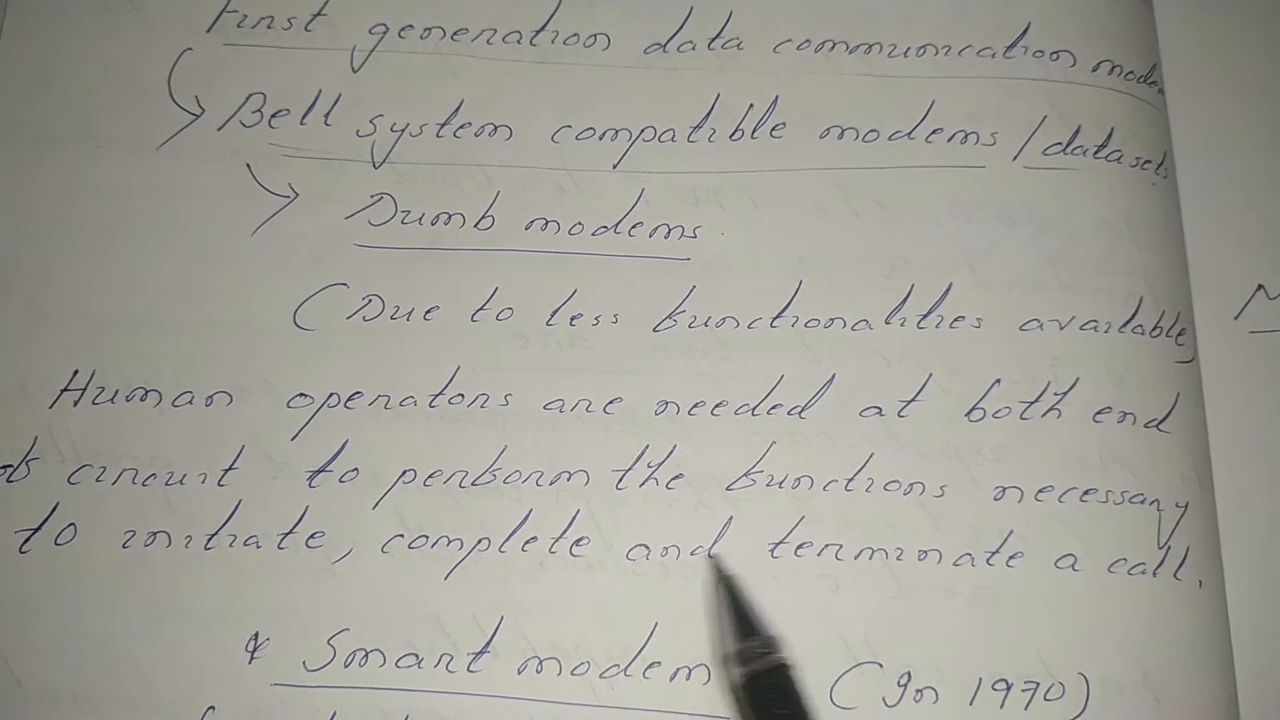 First generation data communication modem
Bell system compatible modems / datasets.
Dumb modems.
(Due to less functionalities available)
Human operators are needed at both end
of circuit to perform the functions necessary
to initiate, complete and terminate a call.
* Smart modem (In 1970)